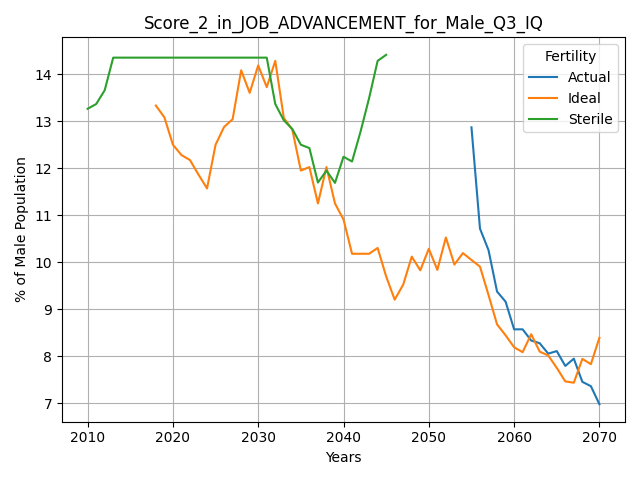 Score_2_in_JOB_ADVANCEMENT_for_Male_Q3_IQ
Fertility
Actual
Ideal
Sterile
% of Male Population
14
13
12
11
10
9
8
7
2010 2020 2030 2040 2050 2060 2070
Years